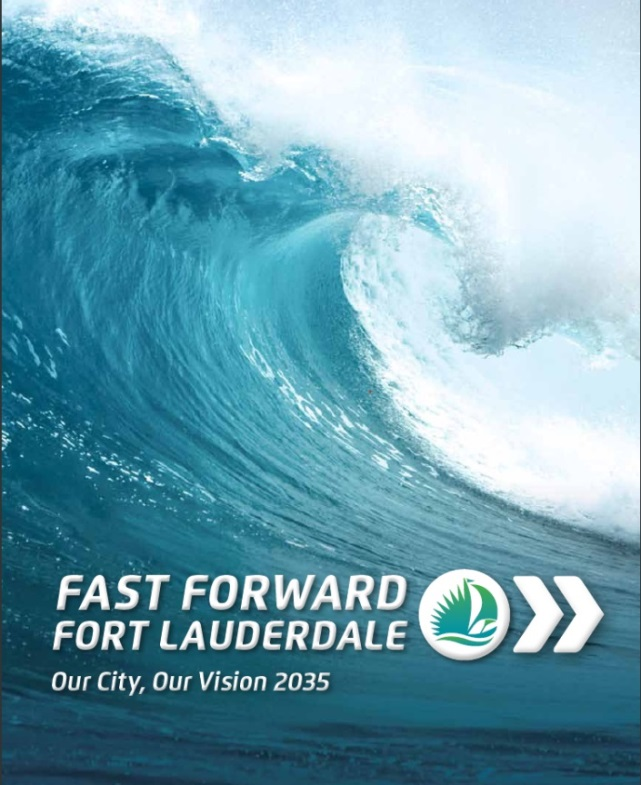 FAST FORWARD
FORT LAUDERDALE
Our City, Our Vision 2035